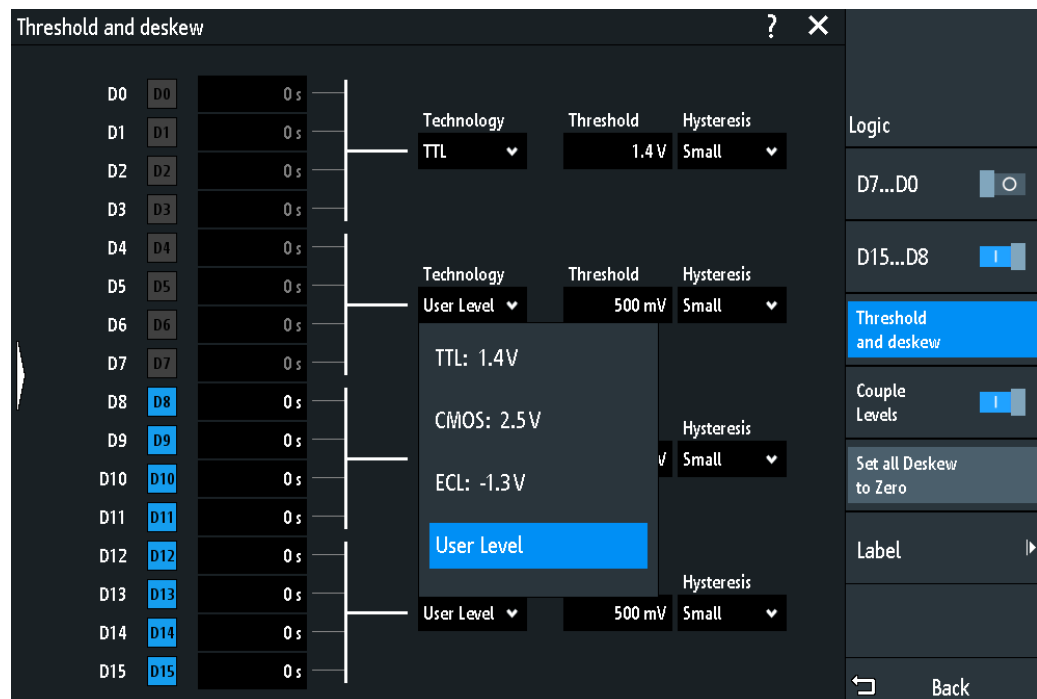 Threshold and deskew ? ✕
D0 D0 0 s
D1 D1 0 s
D2 D2 0 s
D3 D3 0 s
Technology Threshold Hysteresis
TTL 1.4 V Small
D4 D4 0 s
D5 D5 0 s
D6 D6 0 s
D7 D7 0 s
Technology Threshold Hysteresis
User Level 500 mV Small
TTL: 1.4 V
CMOS: 2.5 V
ECL: -1.3 V
User Level
D8 D8 0 s
D9 D9 0 s
D10 D10 0 s
D11 D11 0 s
Hysteresis
V Small
D12 D12 0 s
D13 D13 0 s
D14 D14 0 s
D15 D15 0 s
Hysteresis
User Level 500 mV Small
Logic
D7...D0
D15...D8
Threshold
and deskew
Couple
Levels
Set all Deskew
to Zero
Label
Back